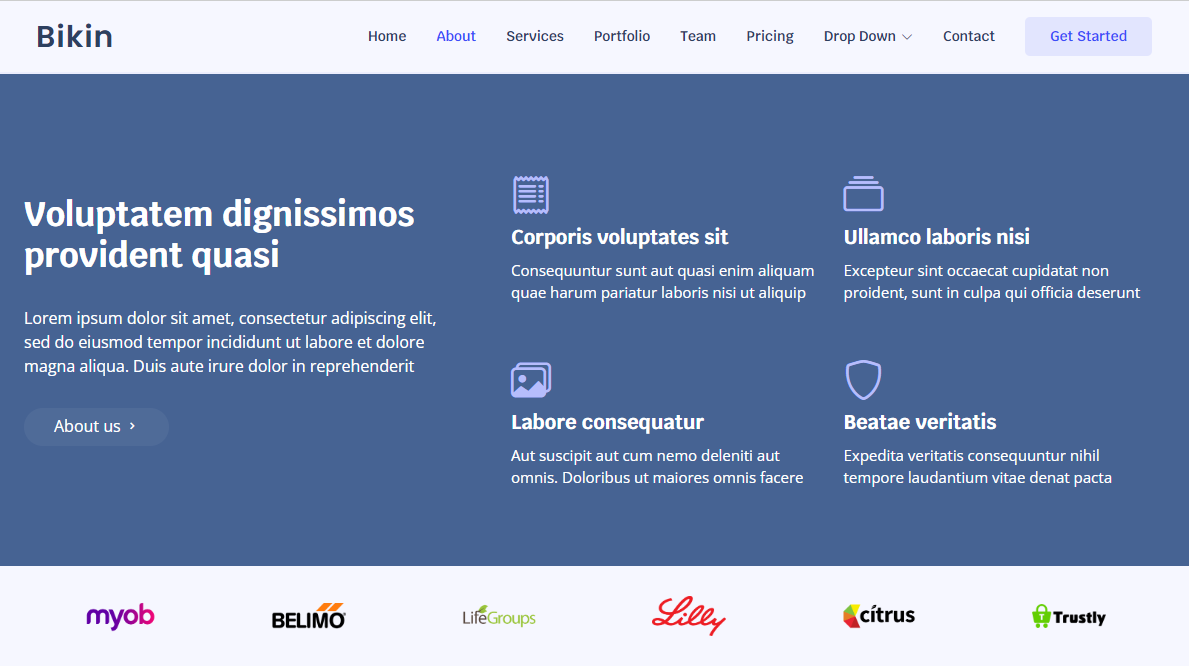 Bikin
Home About Services Portfolio Team Pricing Drop Down Contact Get Started
Voluptatem dignissimos
provident quasi
Lorem ipsum dolor sit amet, consectetur adipiscing elit,
sed do eiusmod tempor incididunt ut labore et dolore
magna aliqua. Duis aute irure dolor in reprehenderit
About us
Corporis voluptates sit
Consequuntur sunt aut quasi enim aliquam
quae harum pariatur laboris nisi ut aliquip
Ullamco laboris nisi
Excepteur sint occaecat cupidatat non
proident, sunt in culpa qui officia deserunt
Labore consequatur
Aut suscipit aut cum nemo deleniti aut
omnis. Doloribus ut maiores omnis facere
Beatae veritatis
Expedita veritatis consequuntur nihil
tempore laudantium vitae denat pacta
myob BELIMO LifeGroups Lilly cítrus Trustly